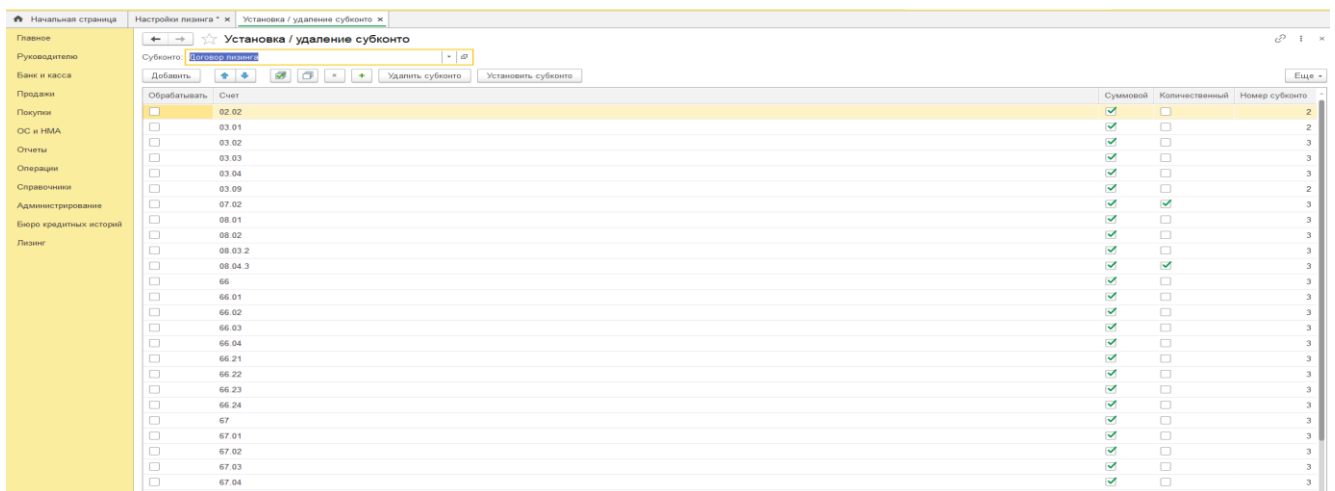 Начальная страница Настройки лизинга * × Установка / удаление субконто ×
Главное
Руководителю
Банк и касса
Продажи
Покупки
ОС и НМА
Отчеты
Операции
Справочники
Администрирование
Бюро кредитных историй
Лизинг
Установка / удаление субконто
Субконто: Договор лизинга
Добавить Удалить субконто Установить субконто Еще
Обрабатывать Счет Суммовой Количественный Номер субконто
02.02 2
03.01 2
03.02 3
03.03 3
03.04 3
03.09 2
07.02 3
08.01 3
08.02 3
08.03.2 3
08.04.3 3
66 3
66.01 3
66.02 3
66.03 3
66.04 3
66.21 3
66.22 3
66.23 3
66.24 3
67 3
67.01 3
67.02 3
67.03 3
67.04 3